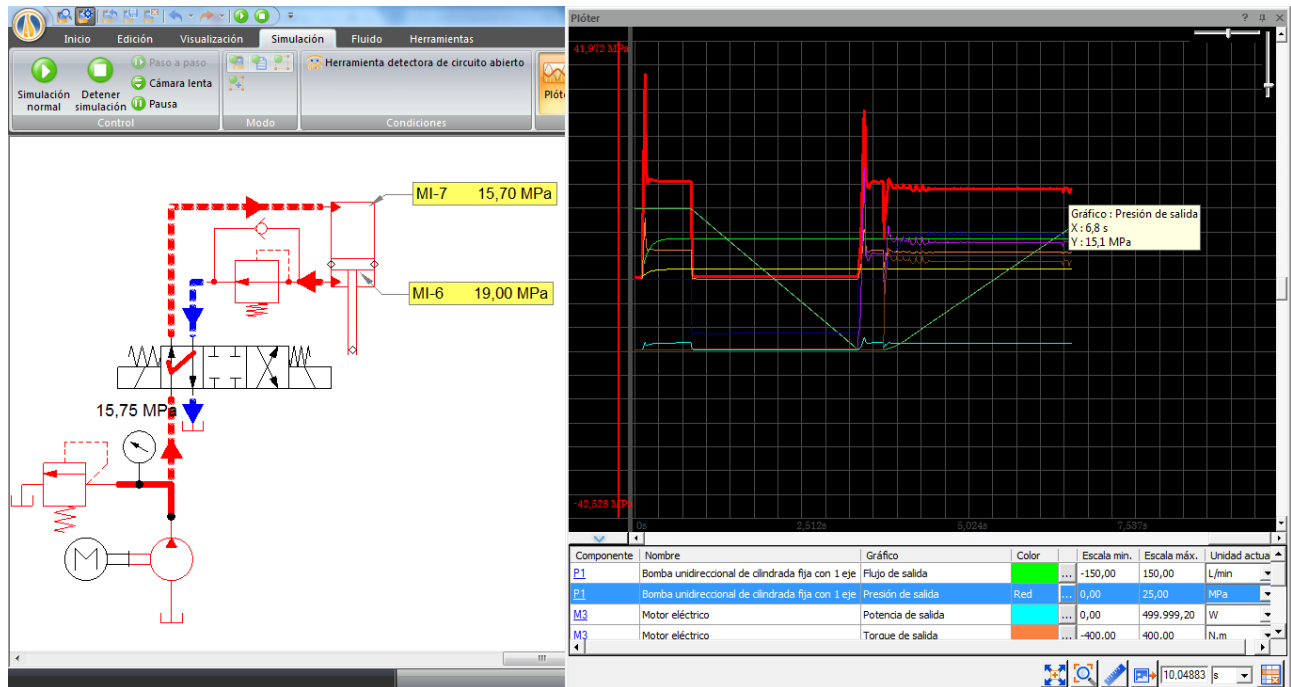 Inicio Edición Visualización Simulación Fluido Herramientas
Simulación normal
Detener simulación
Paso a paso
Cámara lenta
Pausa
Herramienta detectora de circuito abierto
Control Modo Condiciones
MI-7 15,70 MPa
MI-6 19,00 MPa
15,75 MPa
M
Plóter
41,972 MPa
Gráfico : Presión de salida
X : 6,8 s
Y : 15,1 MPa
-42,528 MPa
0s 2,512s 5,024s 7,537s
Componente Nombre Gráfico Color Escala min. Escala máx. Unidad actua
P1 Bomba unidireccional de cilindrada fija con 1 eje Flujo de salida ... -150,00 150,00 L/min
P1 Bomba unidireccional de cilindrada fija con 1 eje Presión de salida Red ... 0,00 25,00 MPa
M3 Motor eléctrico Potencia de salida ... 0,00 499.999,20 W
M3 Motor eléctrico Torque de salida ... -400,00 400,00 N.m
10,04883 s